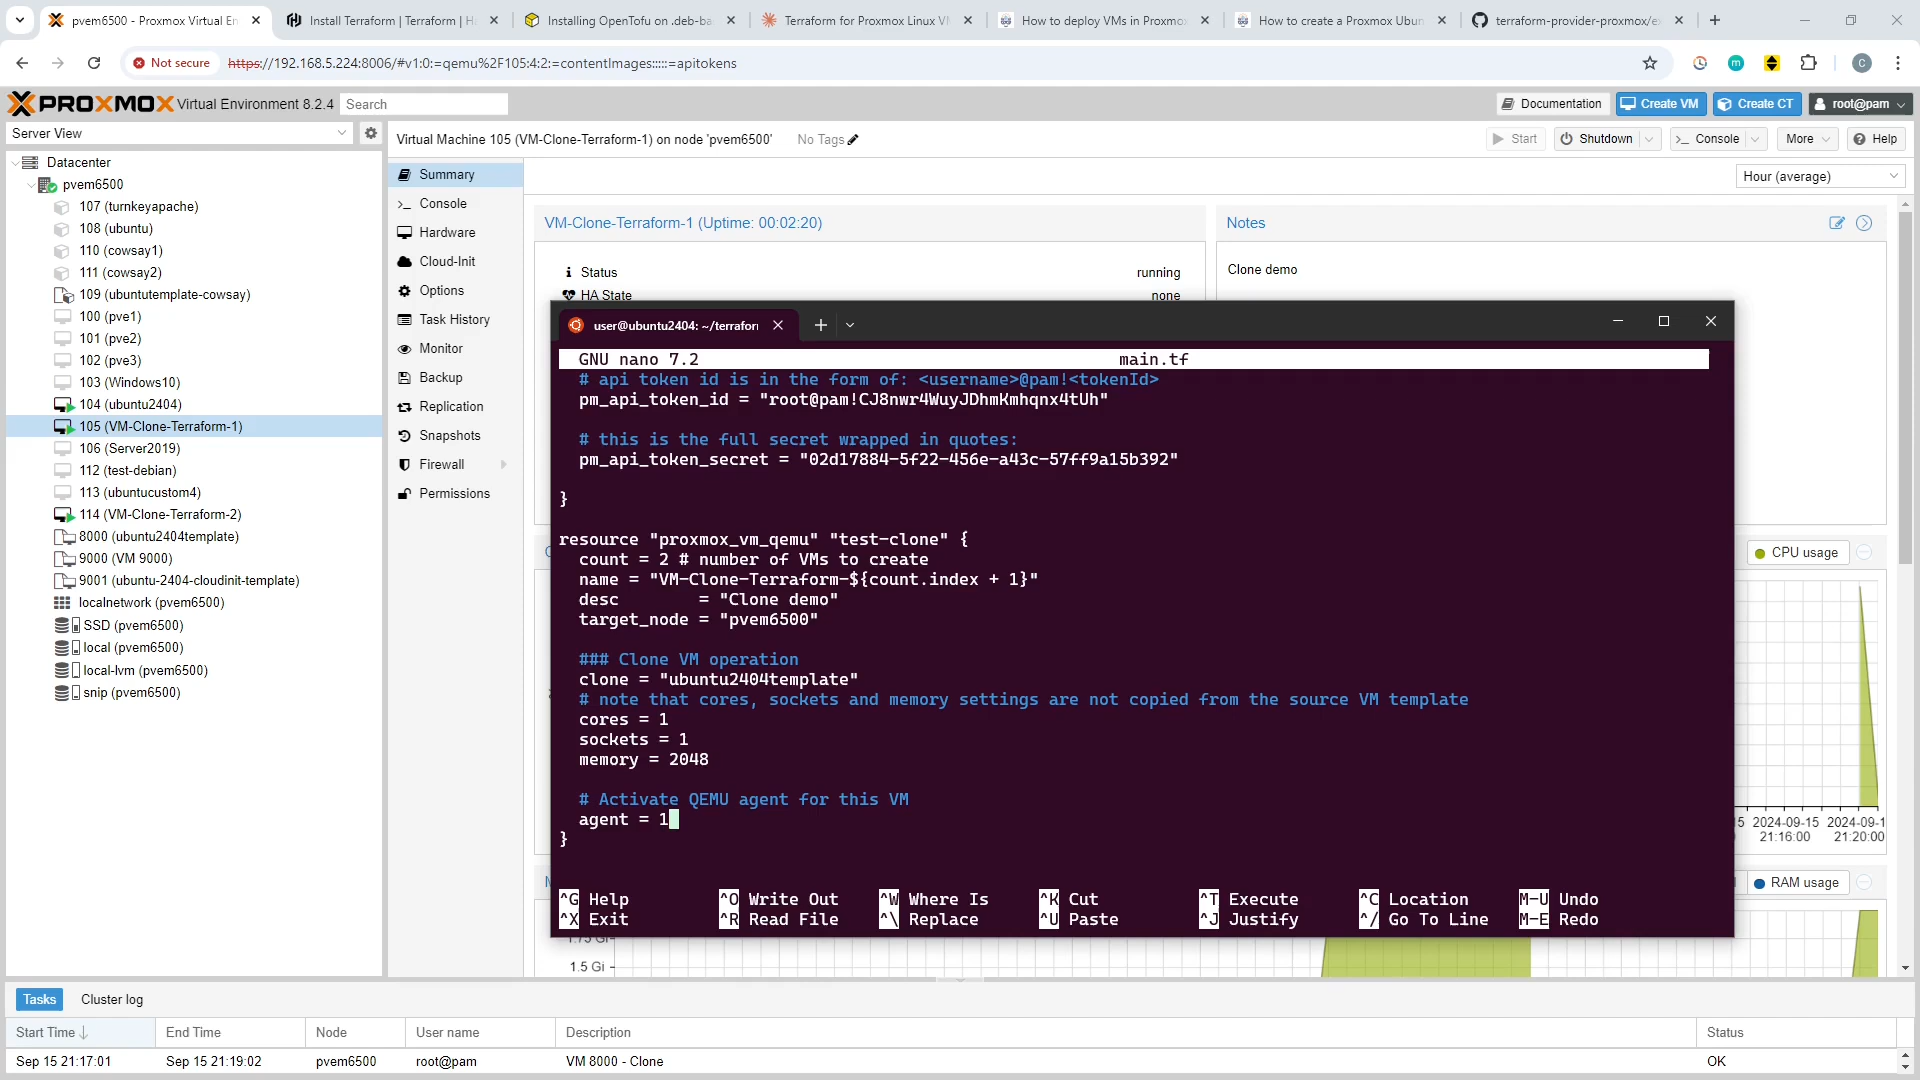 pvem6500 - Proxmox Virtual En
Install Terraform | Terraform | H
Installing OpenTofu on .deb-ba
Terraform for Proxmox Linux V
How to deploy VMs in Proxmo
How to create a Proxmox Ubun
terraform-provider-proxmox/e
Not secure
https://192.168.5.224:8006/#v1:0:=qemu%2F105:4:2:=contentImages:::::=apitokens
m
C
PROXMOX Virtual Environment 8.2.4
Search
Documentation
Create VM
Create CT
root@pam
Server View
Virtual Machine 105 (VM-Clone-Terraform-1) on node 'pvem6500'
No Tags
Start
Shutdown
Console
More
Help
Datacenter
pvem6500
107 (turnkeyapache)
108 (ubuntu)
110 (cowsay1)
111 (cowsay2)
109 (ubuntutemplate-cowsay)
100 (pve1)
101 (pve2)
102 (pve3)
103 (Windows10)
104 (ubuntu2404)
105 (VM-Clone-Terraform-1)
106 (Server2019)
112 (test-debian)
113 (ubuntucustom4)
114 (VM-Clone-Terraform-2)
8000 (ubuntu2404template)
9000 (VM 9000)
9001 (ubuntu-2404-cloudinit-template)
localnetwork (pvem6500)
SSD (pvem6500)
local (pvem6500)
local-lvm (pvem6500)
snip (pvem6500)
Summary
Console
Hardware
Cloud-Init
Options
Task History
Monitor
Backup
Replication
Snapshots
Firewall
Permissions
Hour (average)
VM-Clone-Terraform-1 (Uptime: 00:02:20)
Status
running
HA State
none
Notes
Clone demo
user@ubuntu2404: ~/terrafor
GNU nano 7.2
main.tf
# api token id is in the form of: <username>@pam!<tokenId>
pm_api_token_id = "root@pam!CJ8nwr4WuyJDhmKmhqnx4tUh"
# this is the full secret wrapped in quotes:
pm_api_token_secret = "02d17884-5f22-456e-a43c-57ff9a15b392"
}
resource "proxmox_vm_qemu" "test-clone" {
count = 2 # number of VMs to create
name = "VM-Clone-Terraform-${count.index + 1}"
desc = "Clone demo"
target_node = "pvem6500"
### Clone VM operation
clone = "ubuntu2404template"
# note that cores, sockets and memory settings are not copied from the source VM template
cores = 1
sockets = 1
memory = 2048
# Activate QEMU agent for this VM
agent = 1
}
^G Help
^O Write Out
^W Where Is
^K Cut
^T Execute
^C Location
M-U Undo
^X Exit
^R Read File
^\ Replace
^U Paste
^J Justify
^/ Go To Line
M-E Redo
CPU usage
5
2024-09-15
21:16:00
2024-09-1
21:20:00
RAM usage
1.75 Gi
1.5 Gi
Tasks
Cluster log
Start Time
End Time
Node
User name
Description
Status
Sep 15 21:17:01
Sep 15 21:19:02
pvem6500
root@pam
VM 8000 - Clone
OK